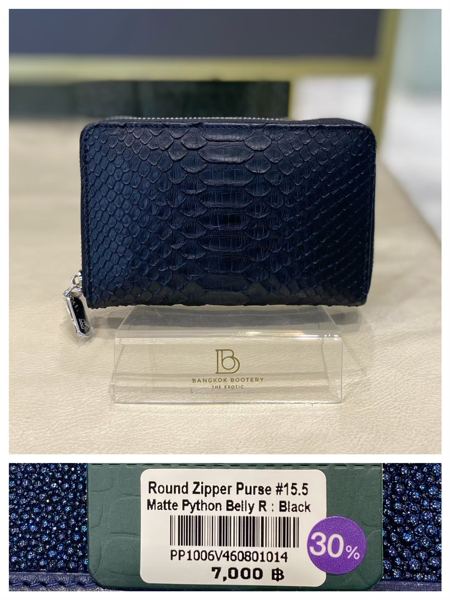 B
BANGKOK BOOTERY
THE EXOTIC
Round Zipper Purse #15.5
Matte Python Belly R : Black
PP1006V460801014
7,000 ฿
30%